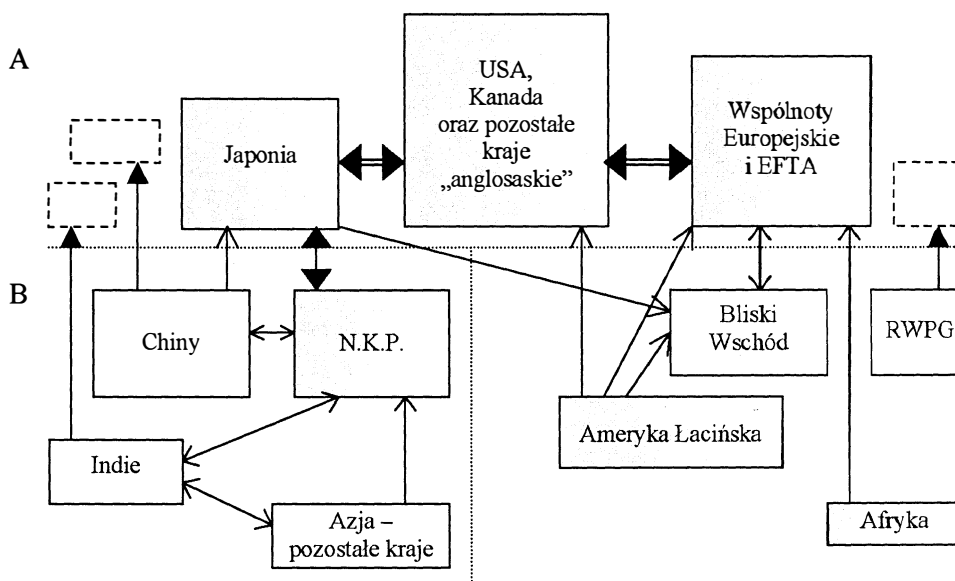 A
USA,
Kanada
oraz pozostałe
kraje
„anglosaskie”
Japonia
Wspólnoty
Europejskie
i EFTA
B
Chiny
N.K.P.
Bliski
Wschód
RWPG
Ameryka Łacińska
Indie
Azja –
pozostałe kraje
Afryka